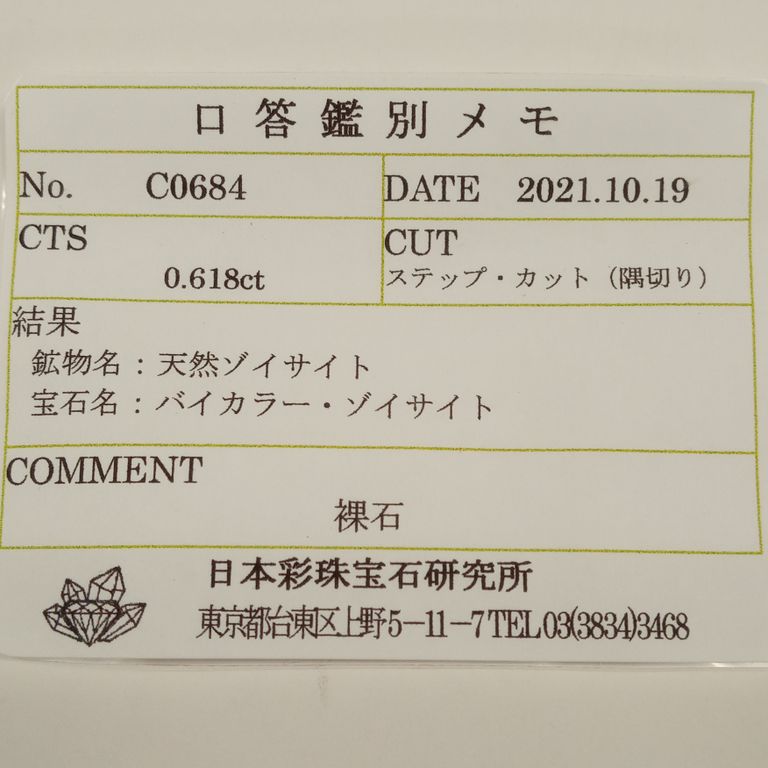 口答鑑別メモ
No. C0684
DATE 2021.10.19
CTS
0.618ct
CUT
ステップ・カット（隅切り）
結果
鉱物名：天然ゾイサイト
宝石名：バイカラー・ゾイサイト
COMMENT
裸石
日本彩珠宝石研究所
東京都台東区上野5－11－7 TEL 03(3834)3468